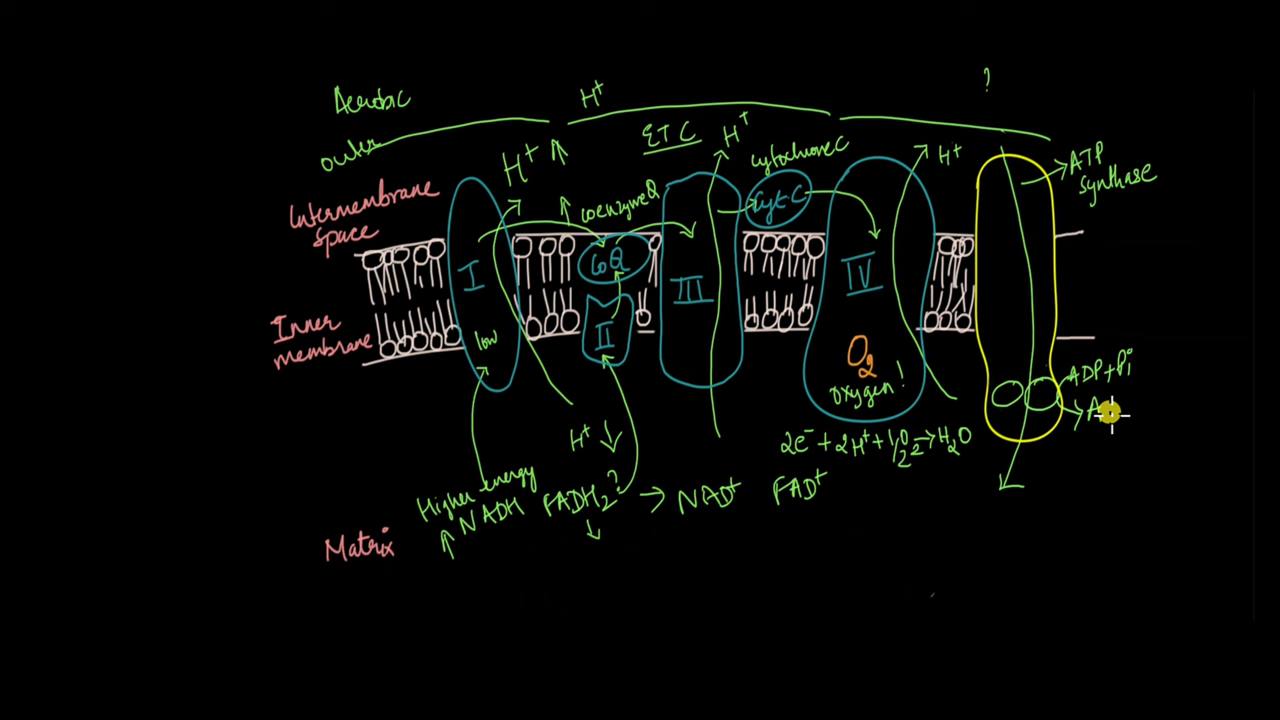 Aerobic
H⁺
?
outer
ETC
H⁺
H⁺ ↑
cytochrome C
H⁺
→ ATP synthase
Intermembrane space
↑ coenzyme Q
Cyt C
I
CoQ
III
IV
Inner membrane
low
II
O₂
oxygen!
ADP + Pi
→ A
H⁺ ↓
2e⁻ + 2H⁺ + 1/2 O₂ → H₂O
Higher energy
↑ NADH FADH₂? → NAD⁺ FAD⁺
↓
Matrix